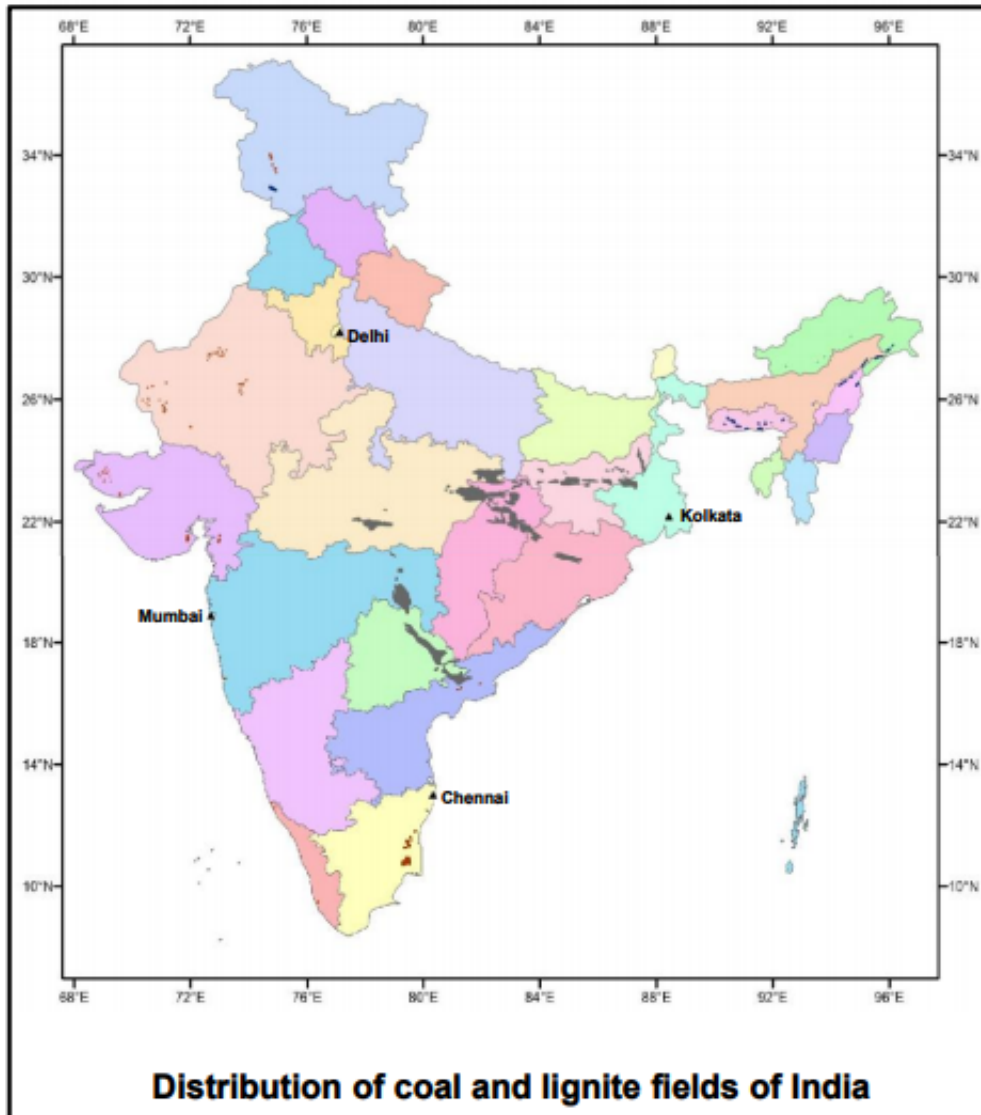 68°E 72°E 76°E 80°E 84°E 88°E 92°E 96°E
34°N 34°N
30°N 30°N
Delhi
26°N 26°N
22°N Kolkata 22°N
Mumbai
18°N 18°N
14°N 14°N
Chennai
10°N 10°N
68°E 72°E 76°E 80°E 84°E 88°E 92°E 96°E
Distribution of coal and lignite fields of India